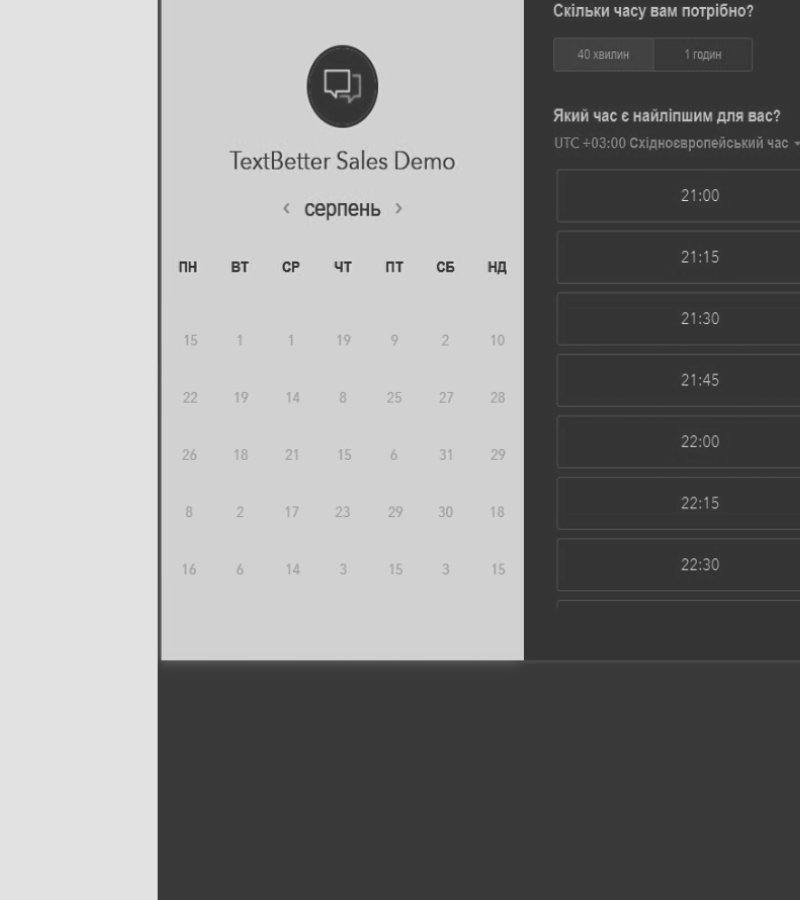 TextBetter Sales Demo
‹ серпень ›
ПН ВТ СР ЧТ ПТ СБ НД
15 1 1 19 9 2 10
22 19 14 8 25 27 28
26 18 21 15 6 31 29
8 2 17 23 29 30 18
16 6 14 3 15 3 15
Скільки часу вам потрібно?
40 хвилин 1 годин
Який час є найліпшим для вас?
UTC +03:00 Східноєвропейський час
21:00
21:15
21:30
21:45
22:00
22:15
22:30